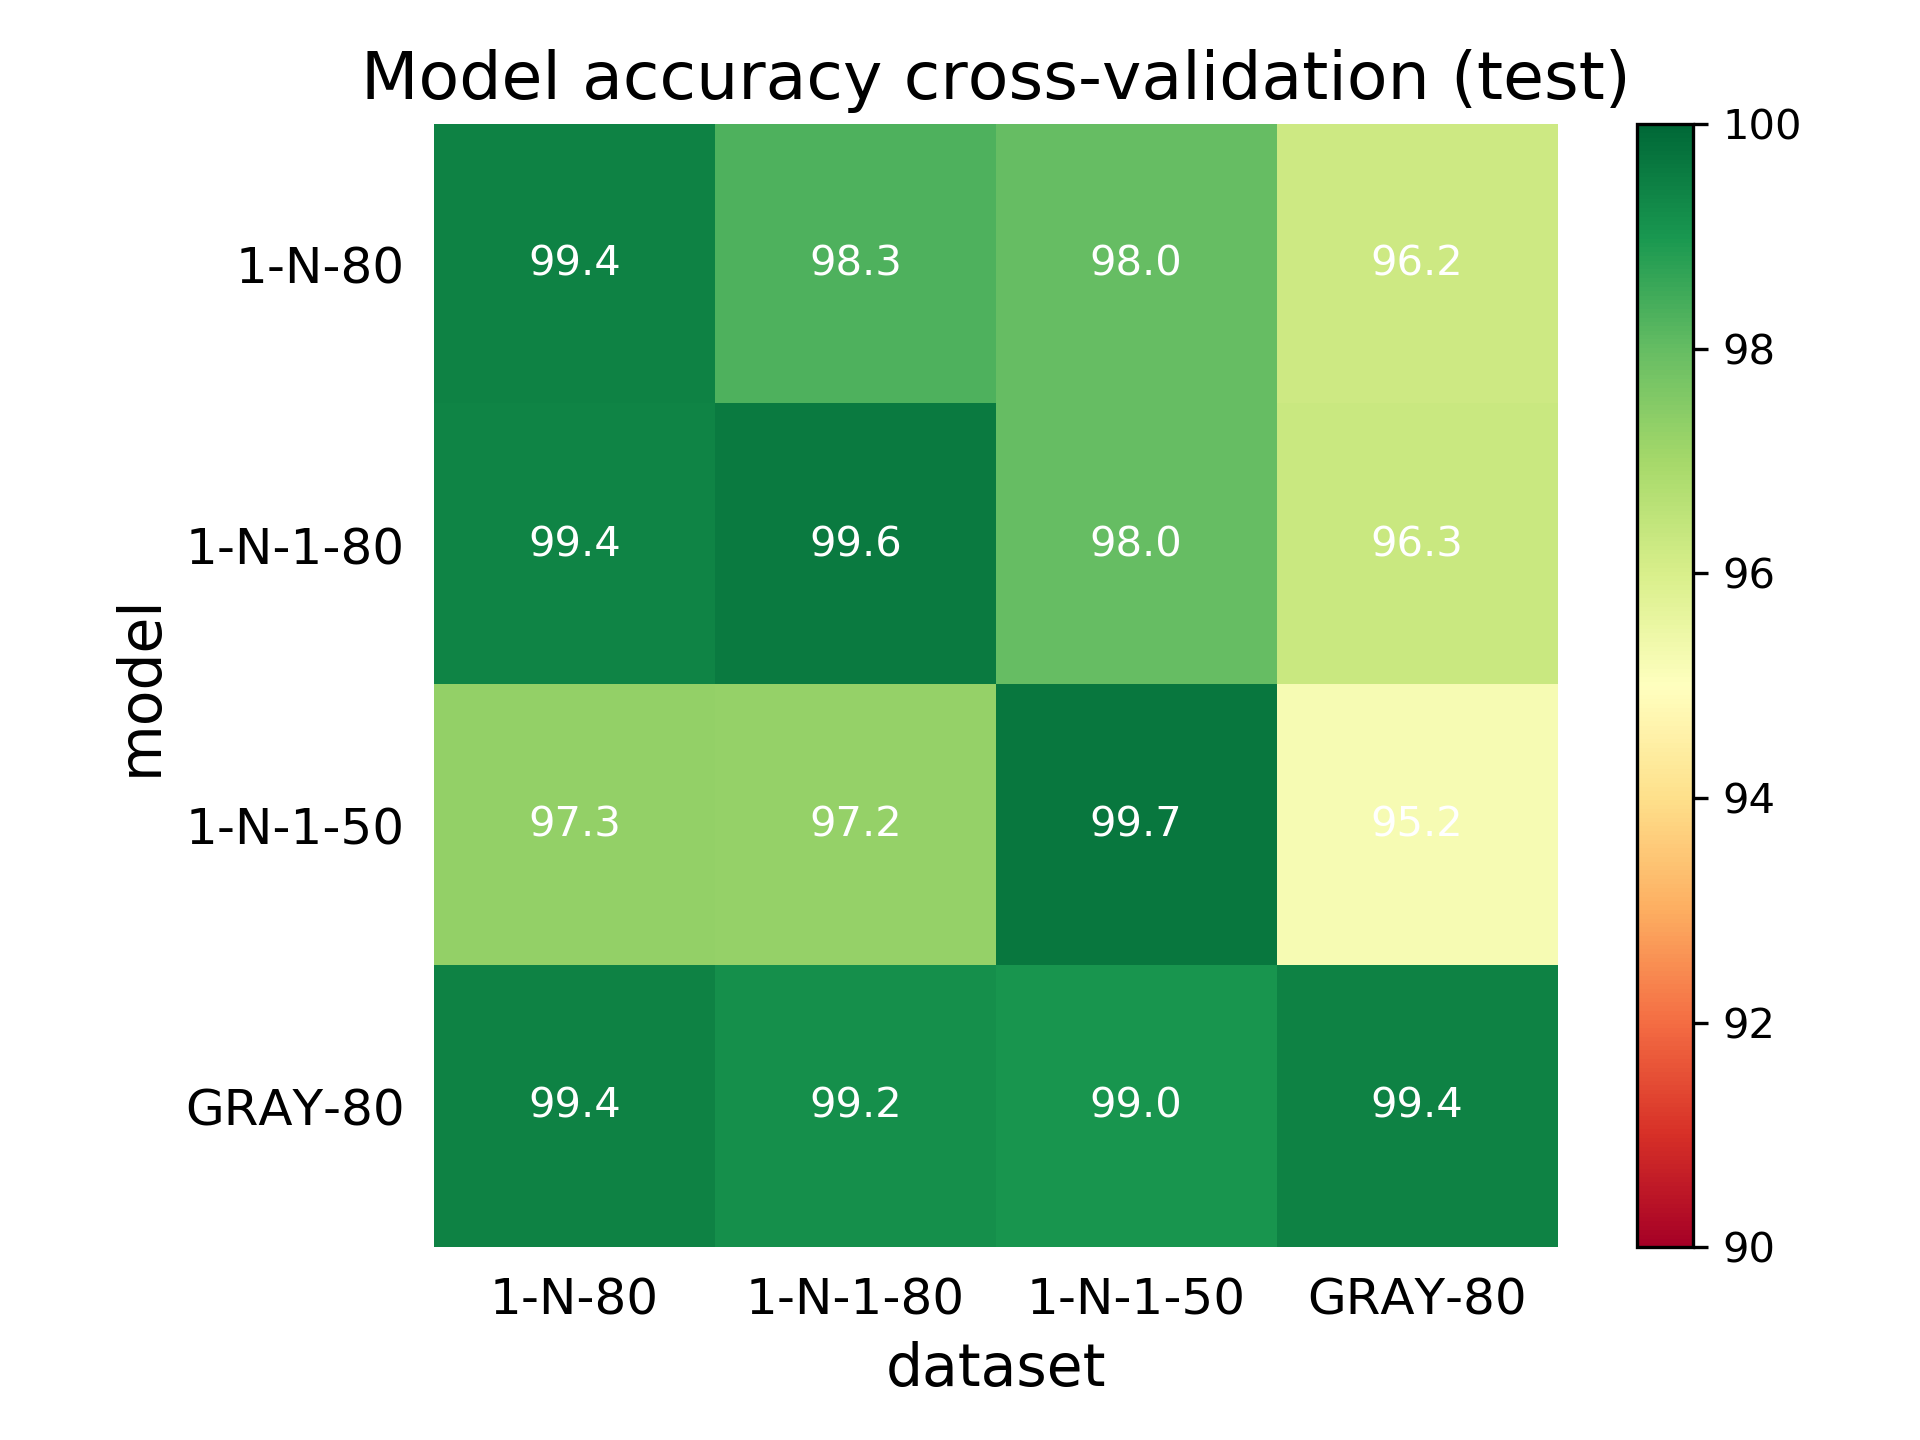 Model accuracy cross-validation (test)
100
1-N-80 99.4 98.3 98.0 96.2
98
1-N-1-80 99.4 99.6 98.0 96.3
96
model
94
1-N-1-50 97.3 97.2 99.7 95.2
92
GRAY-80 99.4 99.2 99.0 99.4
90
1-N-80 1-N-1-80 1-N-1-50 GRAY-80
dataset